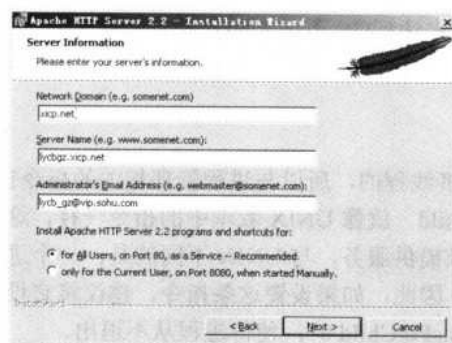 Apache HTTP Server 2.2 - Installation Wizard
Server Information
Please enter your server's information.
Network Domain (e.g. somenet.com)
xicp.net
Server Name (e.g. www.somenet.com):
lycbgz.xicp.net
Administrator's Email Address (e.g. webmaster@somenet.com):
lycb_gz@vip.sohu.com
Install Apache HTTP Server 2.2 programs and shortcuts for:
for All Users, on Port 80, as a Service -- Recommended.
only for the Current User, on Port 8080, when started Manually.
< Back
Next >
Cancel